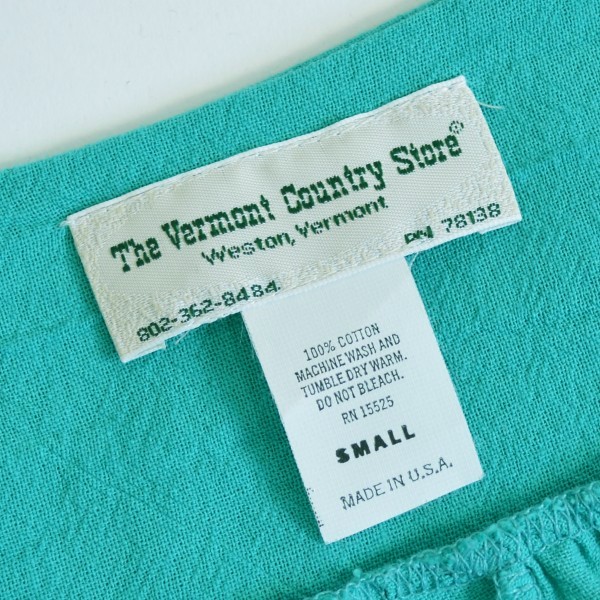 The Vermont Country Store®
Weston, Vermont
802-362-8484 RN 78138
100% COTTON
MACHINE WASH AND
TUMBLE DRY WARM.
DO NOT BLEACH.
RN 15525
SMALL
MADE IN U.S.A.